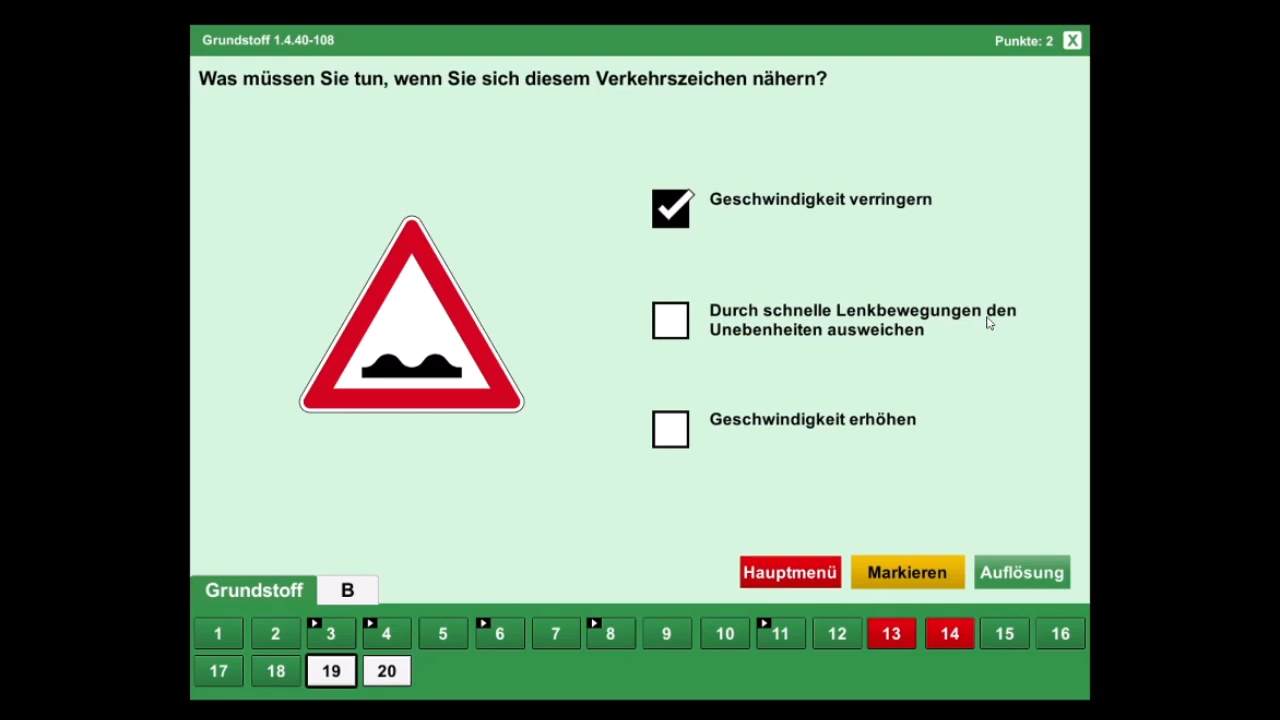 Grundstoff 1.4.40-108
Punkte: 2 X
Was müssen Sie tun, wenn Sie sich diesem Verkehrszeichen nähern?
Geschwindigkeit verringern
Durch schnelle Lenkbewegungen den
Unebenheiten ausweichen
Geschwindigkeit erhöhen
Hauptmenü Markieren Auflösung
Grundstoff B
1 2 3 4 5 6 7 8 9 10 11 12 13 14 15 16
17 18 19 20